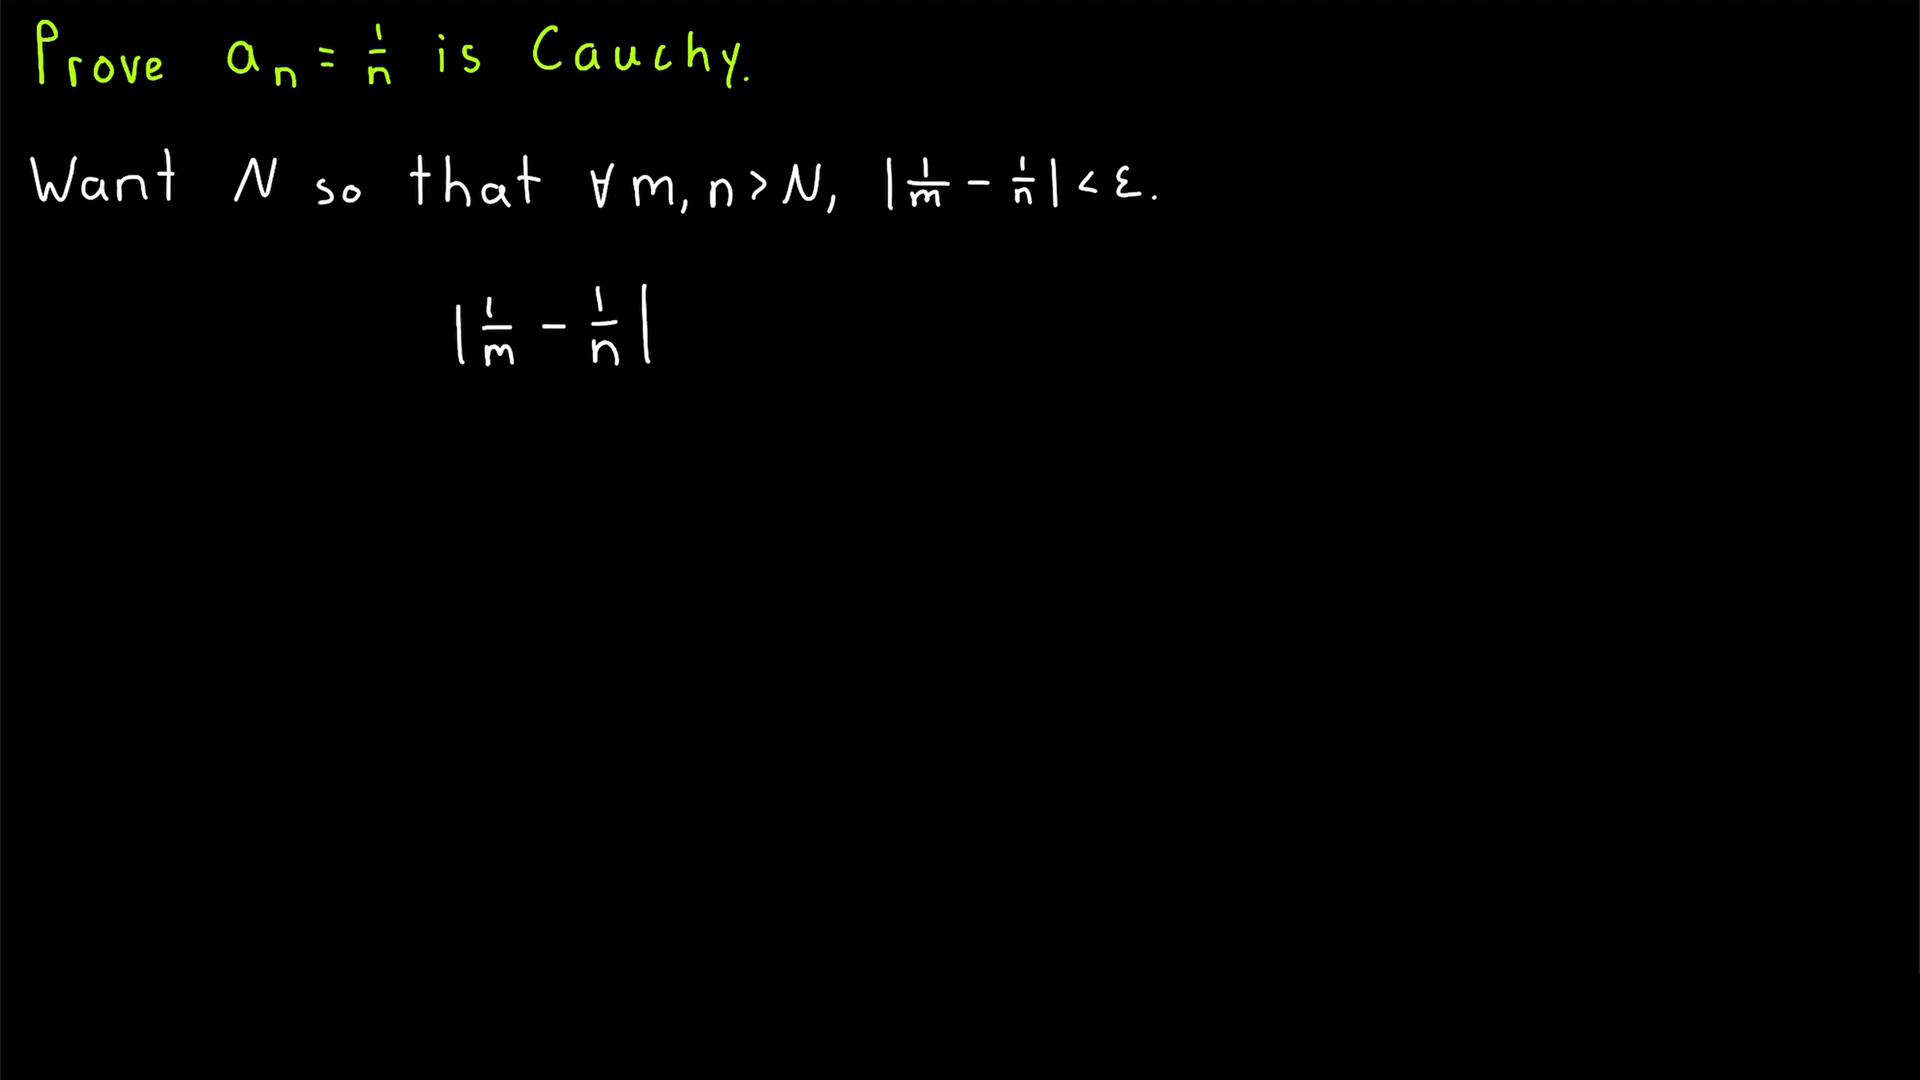 Prove aₙ = 1/n is Cauchy.
Want N so that ∀ m, n > N, |1/m - 1/n| < ε.
|1/m - 1/n|